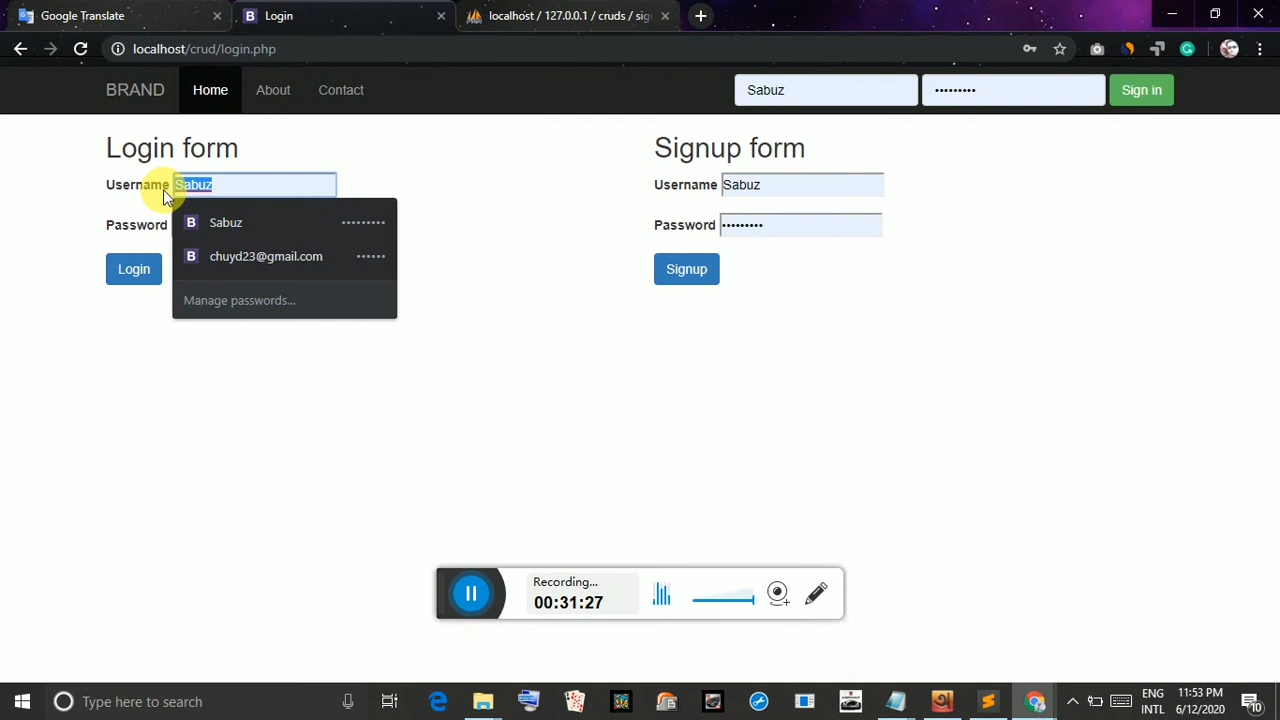 Google Translate
Login
localhost / 127.0.0.1 / cruds / sig
localhost/crud/login.php
BRAND
Home
About
Contact
Sabuz
•••••••••
Sign in
Login form
Signup form
Username Sabuz
Username Sabuz
Sabuz •••••••••
Password
Password •••••••••
chuyd23@gmail.com ••••••
Login
Signup
Manage passwords...
Recording...
00:31:27
Type here to search
ENG
INTL
11:53 PM
6/12/2020
10